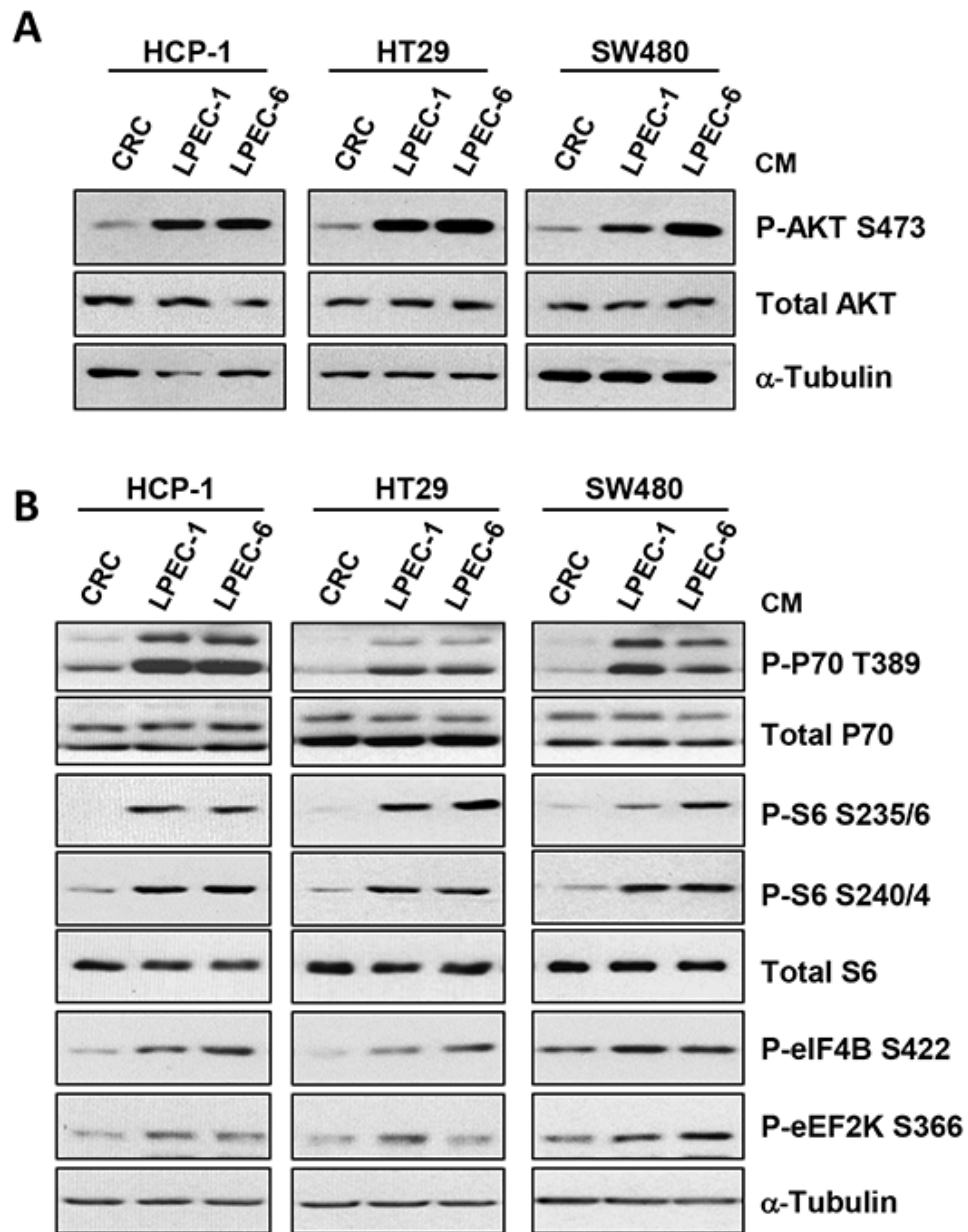 A
HCP-1 HT29 SW480
CRC LPEC-1 LPEC-6 CRC LPEC-1 LPEC-6 CRC LPEC-1 LPEC-6 CM
P-AKT S473
Total AKT
α-Tubulin
B
HCP-1 HT29 SW480
CRC LPEC-1 LPEC-6 CRC LPEC-1 LPEC-6 CRC LPEC-1 LPEC-6 CM
P-P70 T389
Total P70
P-S6 S235/6
P-S6 S240/4
Total S6
P-eIF4B S422
P-eEF2K S366
α-Tubulin